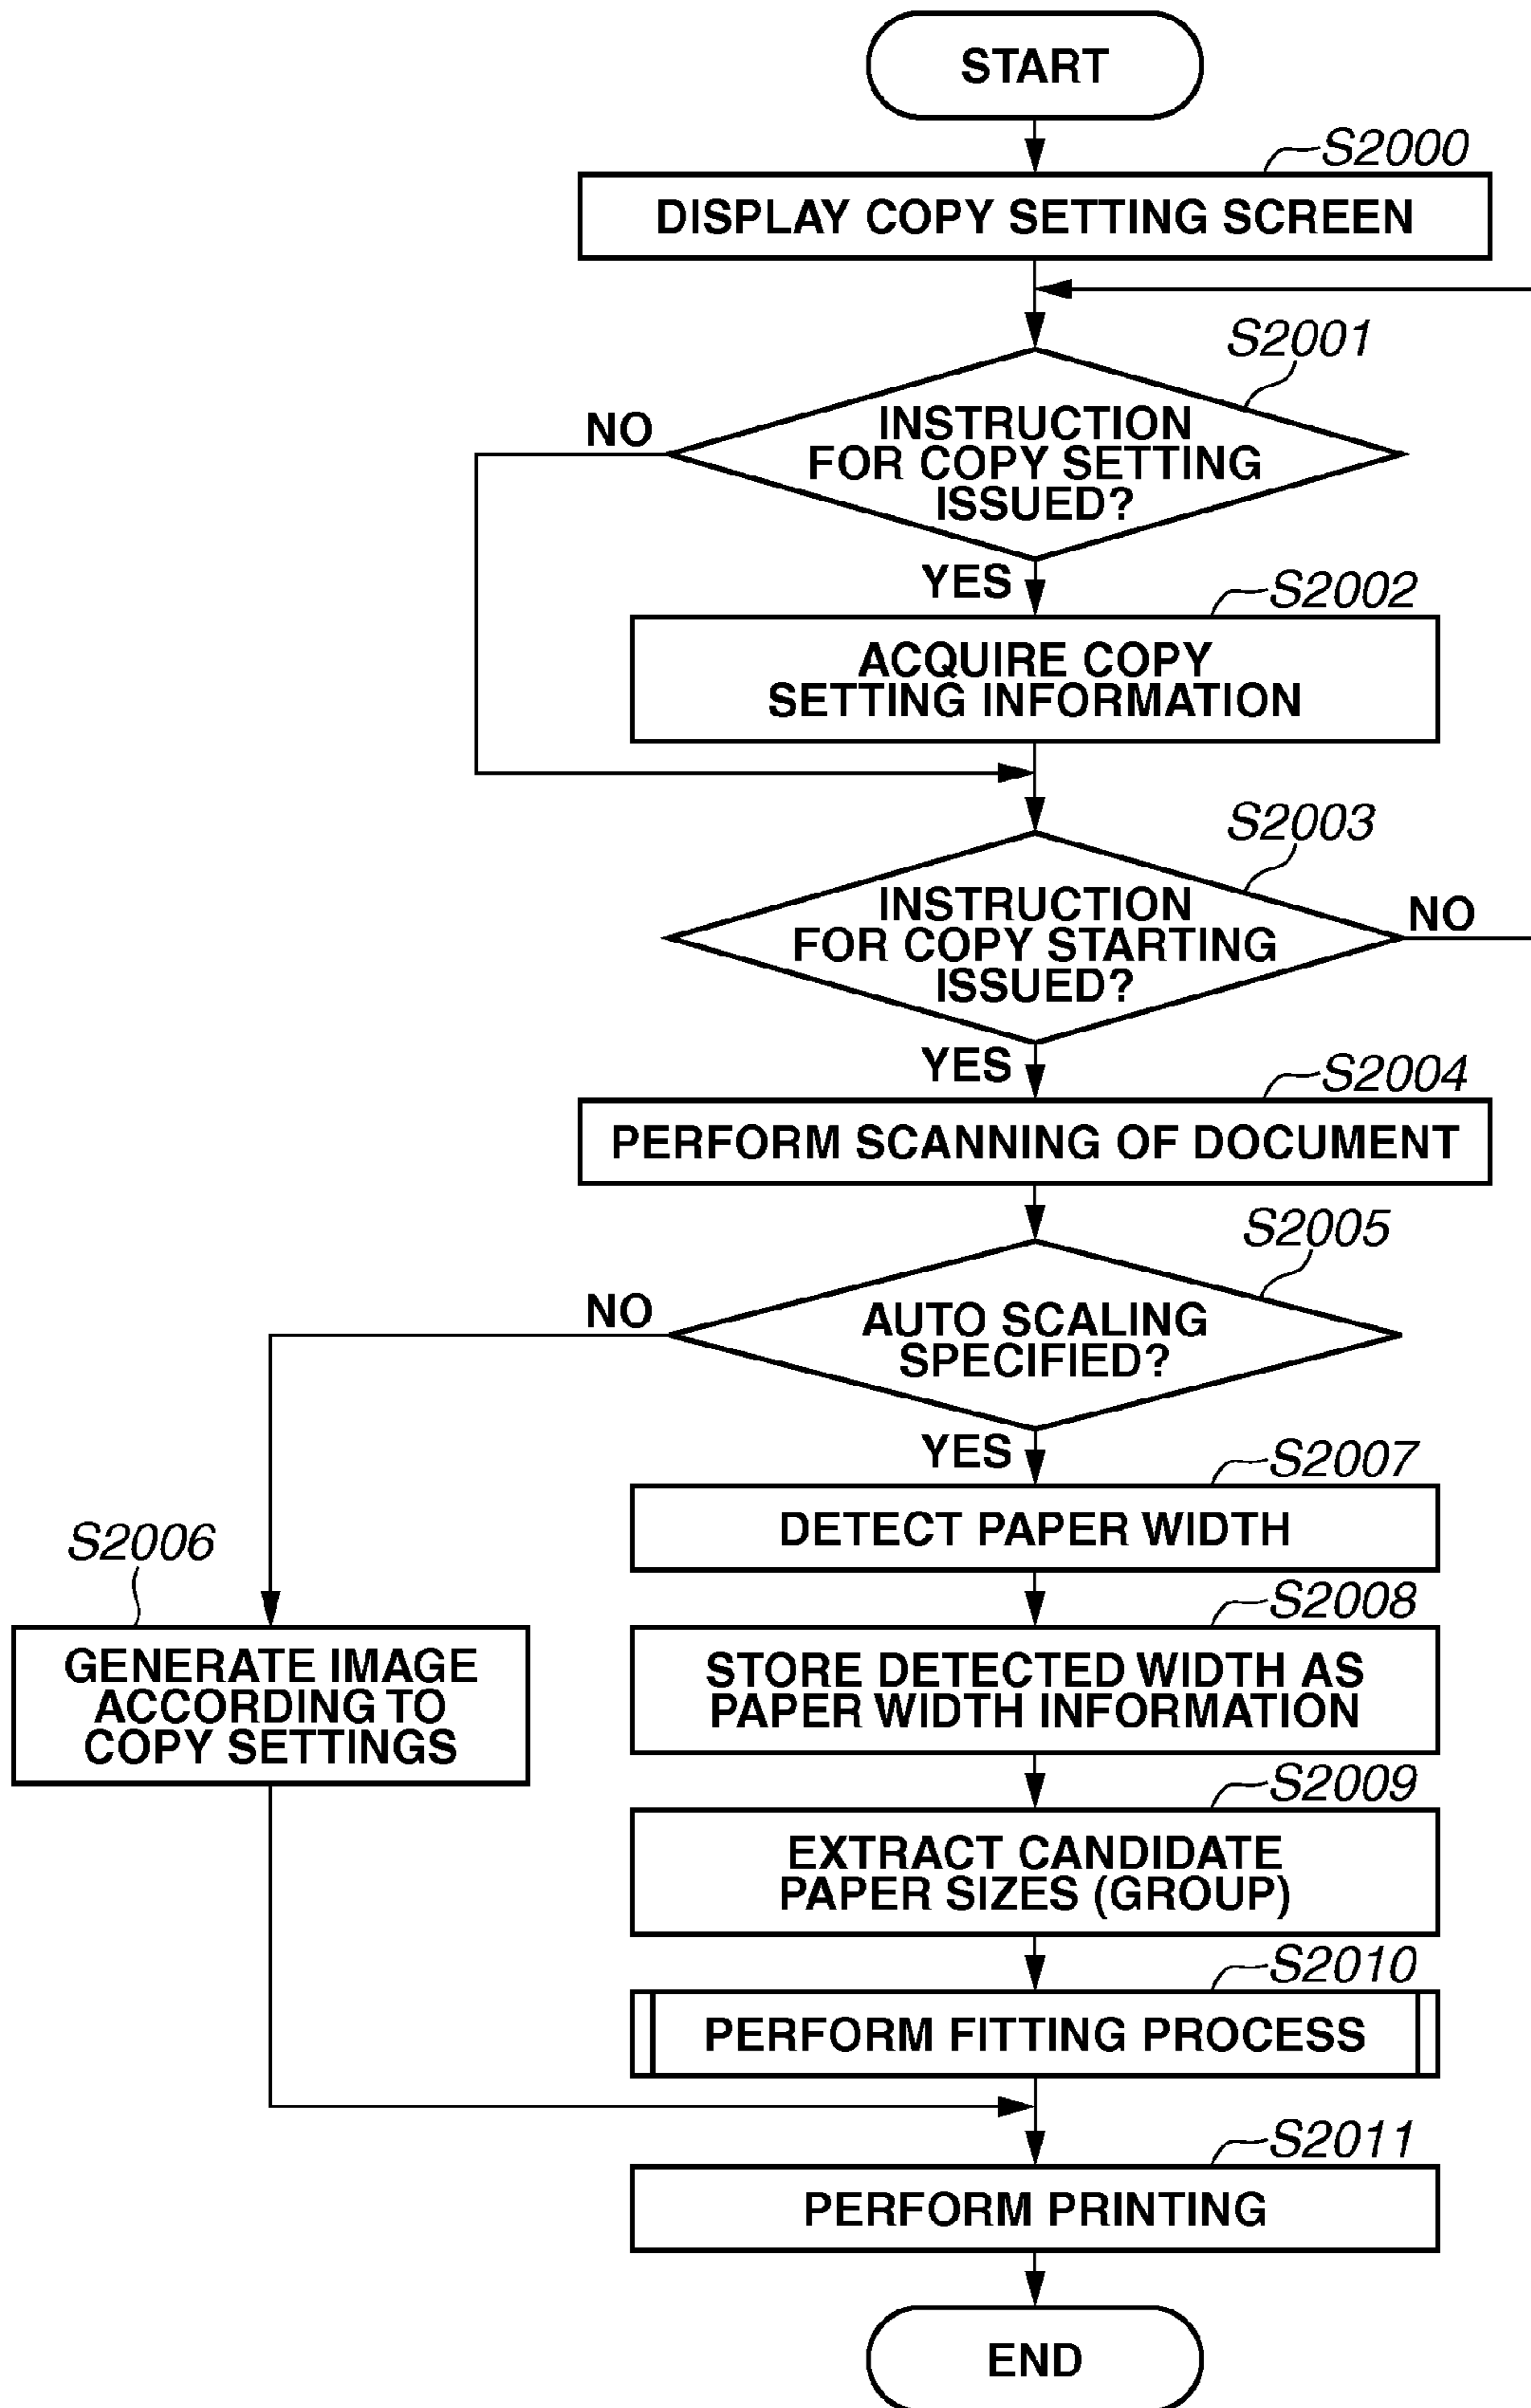 START
S2000
DISPLAY COPY SETTING SCREEN
S2001
NO
INSTRUCTION
FOR COPY SETTING
ISSUED?
YES
S2002
ACQUIRE COPY
SETTING INFORMATION
S2003
INSTRUCTION
FOR COPY STARTING
ISSUED?
NO
YES
S2004
PERFORM SCANNING OF DOCUMENT
S2005
NO
AUTO SCALING
SPECIFIED?
YES
S2007
DETECT PAPER WIDTH
S2006
GENERATE IMAGE
ACCORDING TO
COPY SETTINGS
S2008
STORE DETECTED WIDTH AS
PAPER WIDTH INFORMATION
S2009
EXTRACT CANDIDATE
PAPER SIZES (GROUP)
S2010
PERFORM FITTING PROCESS
S2011
PERFORM PRINTING
END